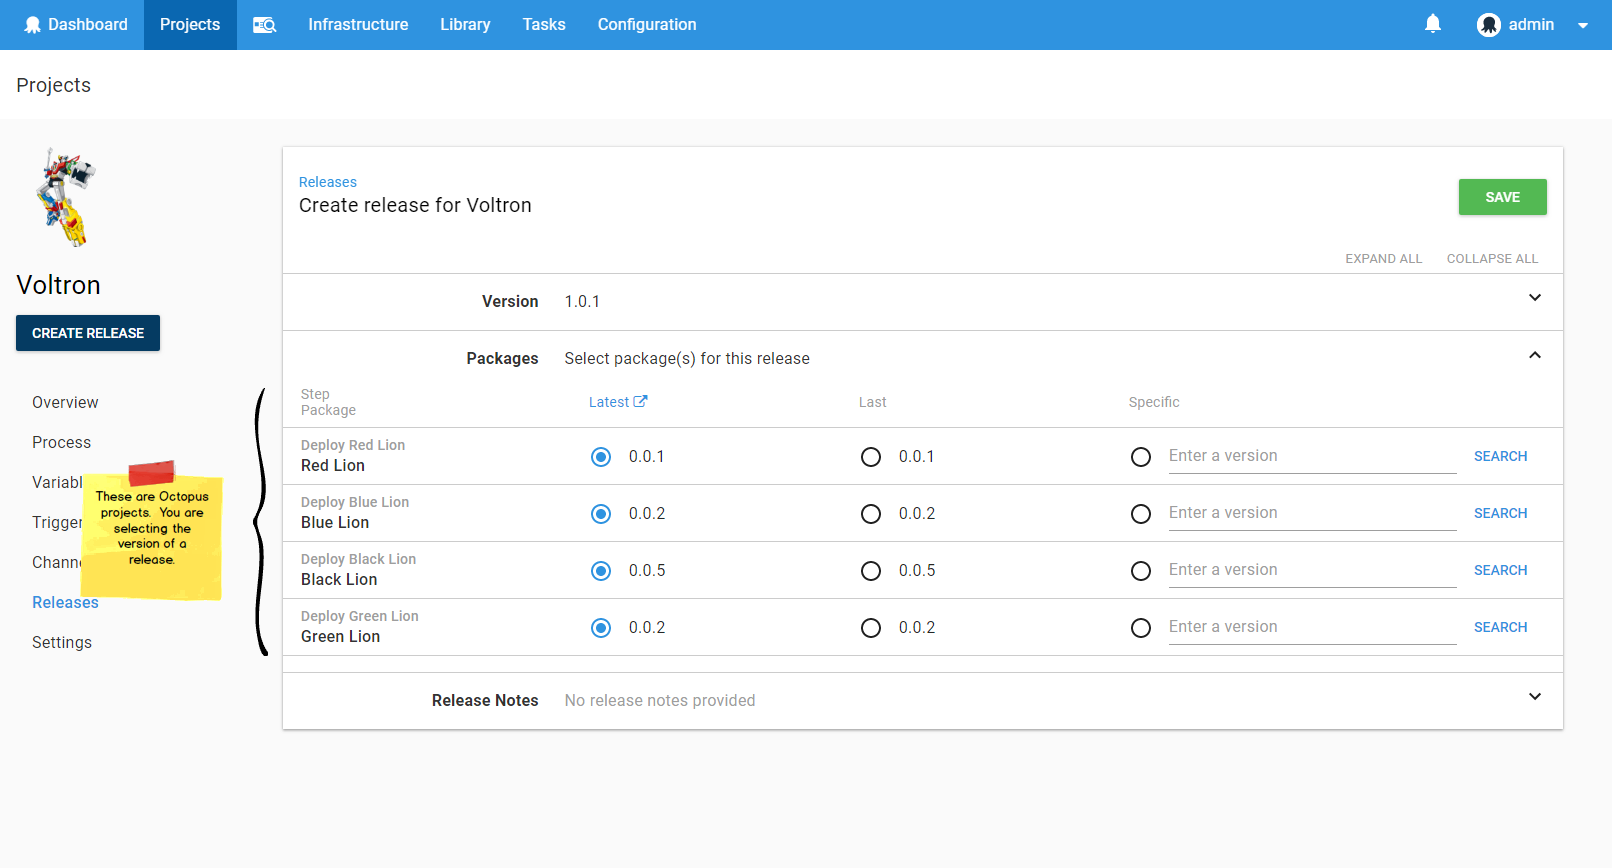 Dashboard Projects Infrastructure Library Tasks Configuration admin
Projects
Voltron
CREATE RELEASE
Overview
Process
Variabl
Trigger
Chann
Releases
Settings
These are Octopus
projects. You are
selecting the
version of a
release.
Releases
Create release for Voltron
SAVE
EXPAND ALL COLLAPSE ALL
Version 1.0.1
Packages Select package(s) for this release
Step
Package
Latest Last Specific
Deploy Red Lion
Red Lion
0.0.1 0.0.1 Enter a version SEARCH
Deploy Blue Lion
Blue Lion
0.0.2 0.0.2 Enter a version SEARCH
Deploy Black Lion
Black Lion
0.0.5 0.0.5 Enter a version SEARCH
Deploy Green Lion
Green Lion
0.0.2 0.0.2 Enter a version SEARCH
Release Notes No release notes provided